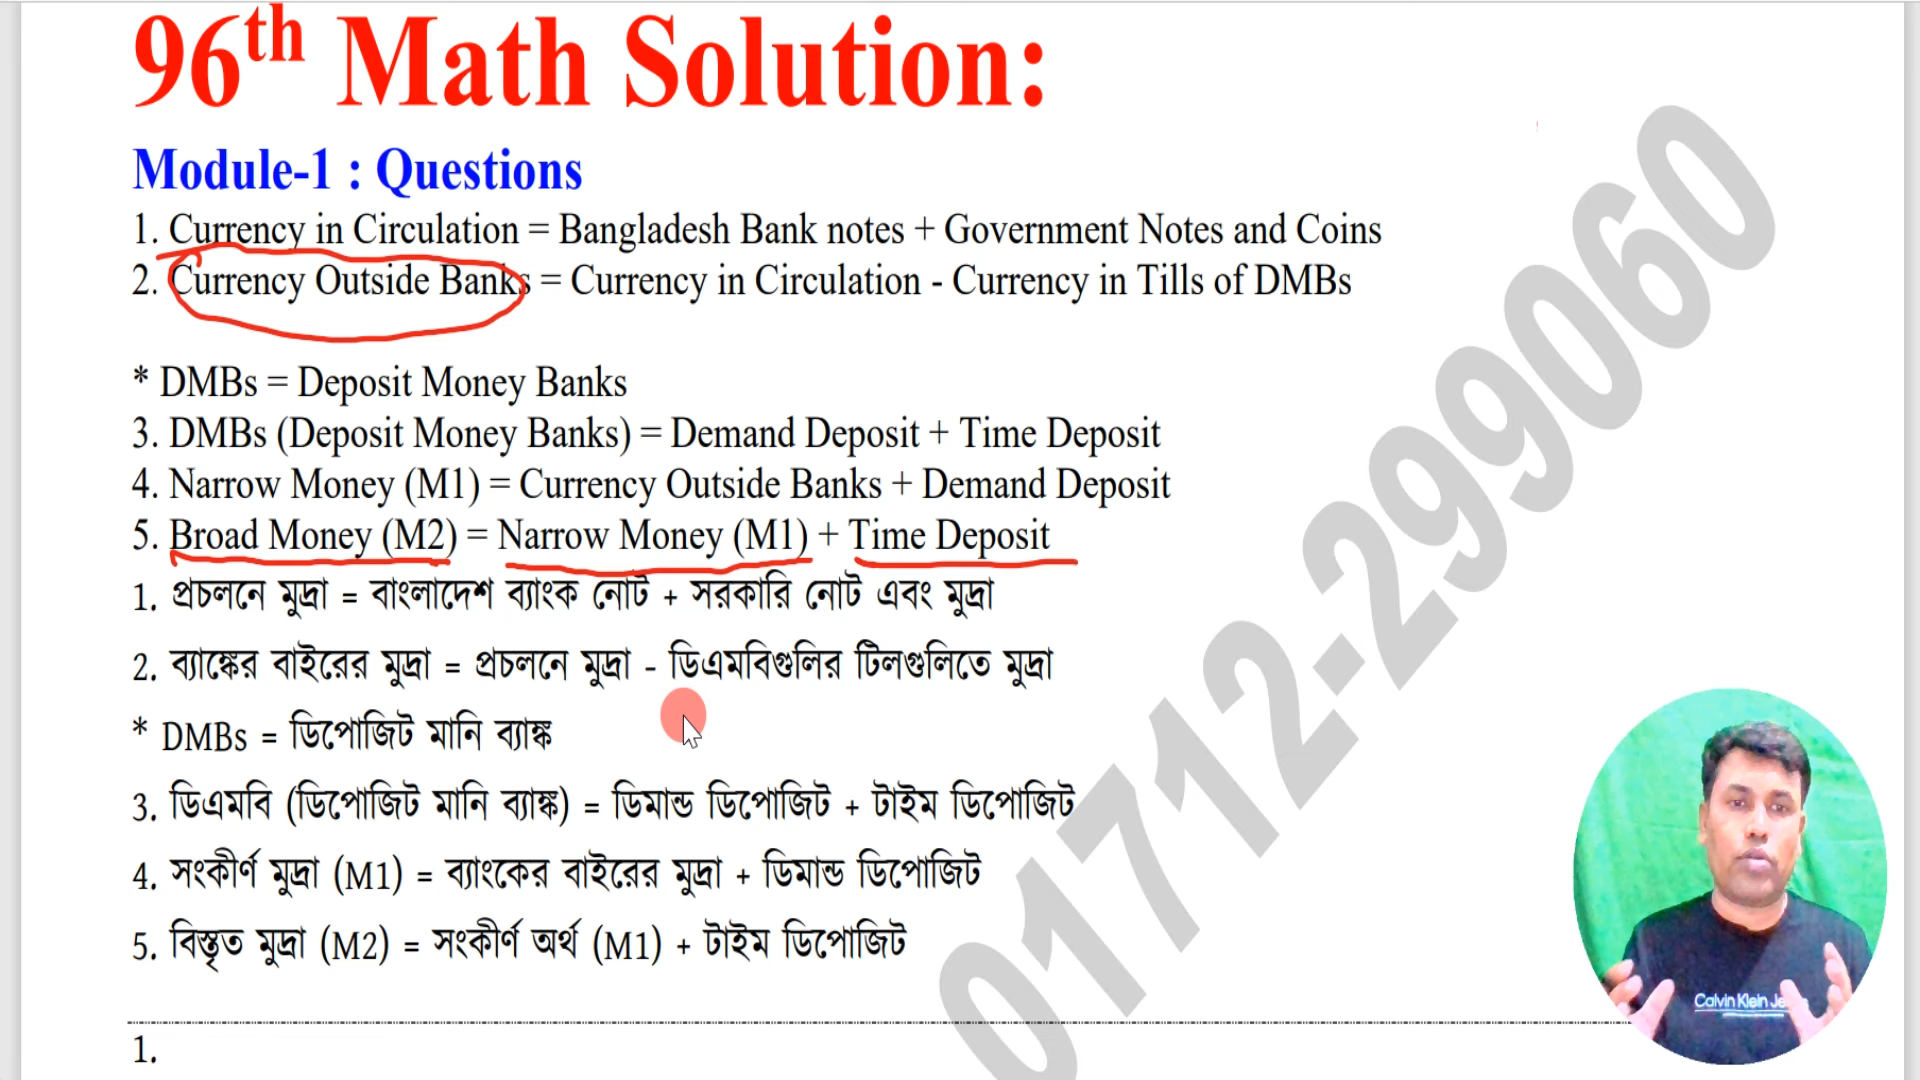 96th Math Solution:
Module-1 : Questions
1. Currency in Circulation = Bangladesh Bank notes + Government Notes and Coins
2. Currency Outside Banks = Currency in Circulation - Currency in Tills of DMBs
* DMBs = Deposit Money Banks
3. DMBs (Deposit Money Banks) = Demand Deposit + Time Deposit
4. Narrow Money (M1) = Currency Outside Banks + Demand Deposit
5. Broad Money (M2) = Narrow Money (M1) + Time Deposit
1. প্রচলনে মুদ্রা = বাংলাদেশ ব্যাংক নোট + সরকারি নোট এবং মুদ্রা
2. ব্যাঙ্কের বাইরের মুদ্রা = প্রচলনে মুদ্রা - ডিএমবিগুলির টিলগুলিতে মুদ্রা
* DMBs = ডিপোজিট মানি ব্যাঙ্ক
3. ডিএমবি (ডিপোজিট মানি ব্যাঙ্ক) = ডিমান্ড ডিপোজিট + টাইম ডিপোজিট
4. সংকীর্ণ মুদ্রা (M1) = ব্যাংকের বাইরের মুদ্রা + ডিমান্ড ডিপোজিট
5. বিস্তৃত মুদ্রা (M2) = সংকীর্ণ অর্থ (M1) + টাইম ডিপোজিট
1.
01712-299060
Calvin Klein Je